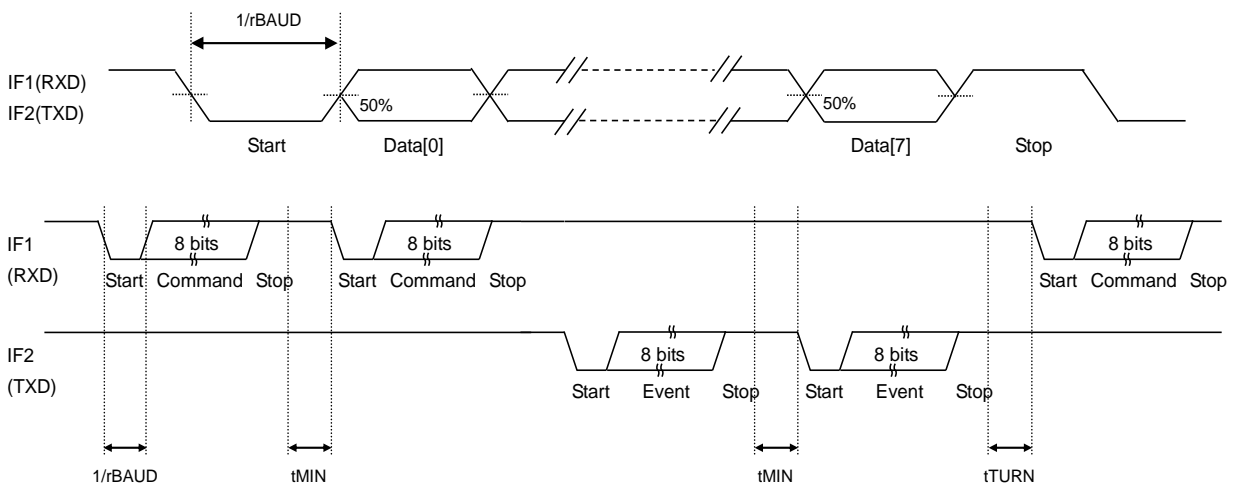 1/rBAUD
IF1(RXD)
IF2(TXD)
50%
50%
Start Data[0] Data[7] Stop
IF1
(RXD)
8 bits 8 bits 8 bits
Start Command Stop Start Command Stop Start Command Stop
IF2
(TXD)
8 bits 8 bits
Start Event Stop Start Event Stop
1/rBAUD tMIN tMIN tTURN